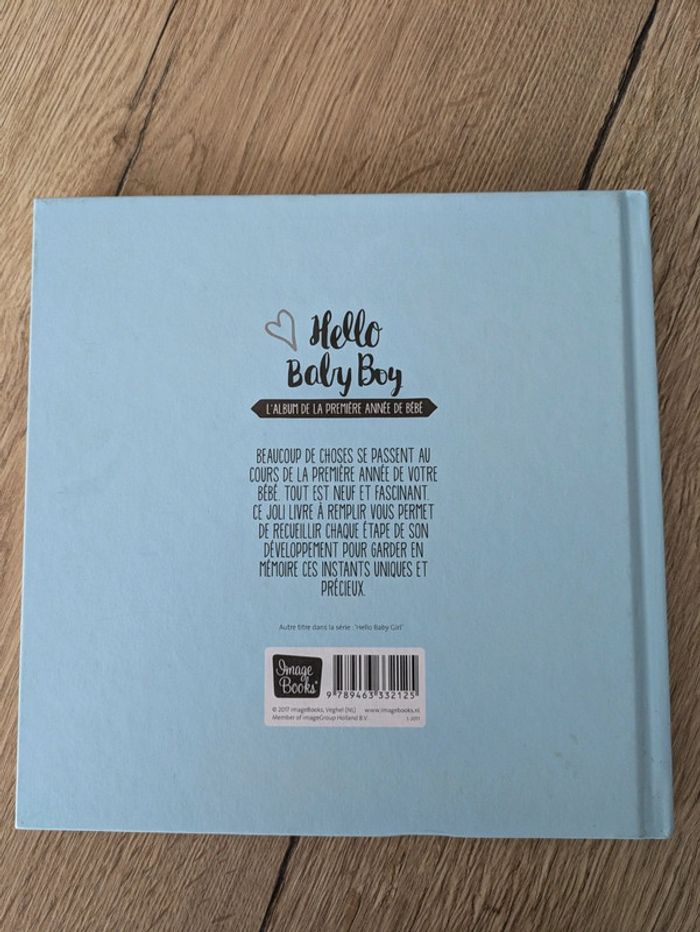 Hello
Baby Boy
L'ALBUM DE LA PREMIÈRE ANNÉE DE BÉBÉ
BEAUCOUP DE CHOSES SE PASSENT AU
COURS DE LA PREMIÈRE ANNÉE DE VOTRE
BÉBÉ. TOUT EST NEUF ET FASCINANT.
CE JOLI LIVRE À REMPLIR VOUS PERMET
DE RECUEILLIR CHAQUE ÉTAPE DE SON
DÉVELOPPEMENT POUR GARDER EN
MÉMOIRE CES INSTANTS UNIQUES ET
PRÉCIEUX.
Autre titre dans la série : 'Hello Baby Girl'
Image
Books®
9 789463 332125
© 2017 imageBooks, Veghel (NL) www.imagebooks.nl
Member of imageGroup Holland B.V.